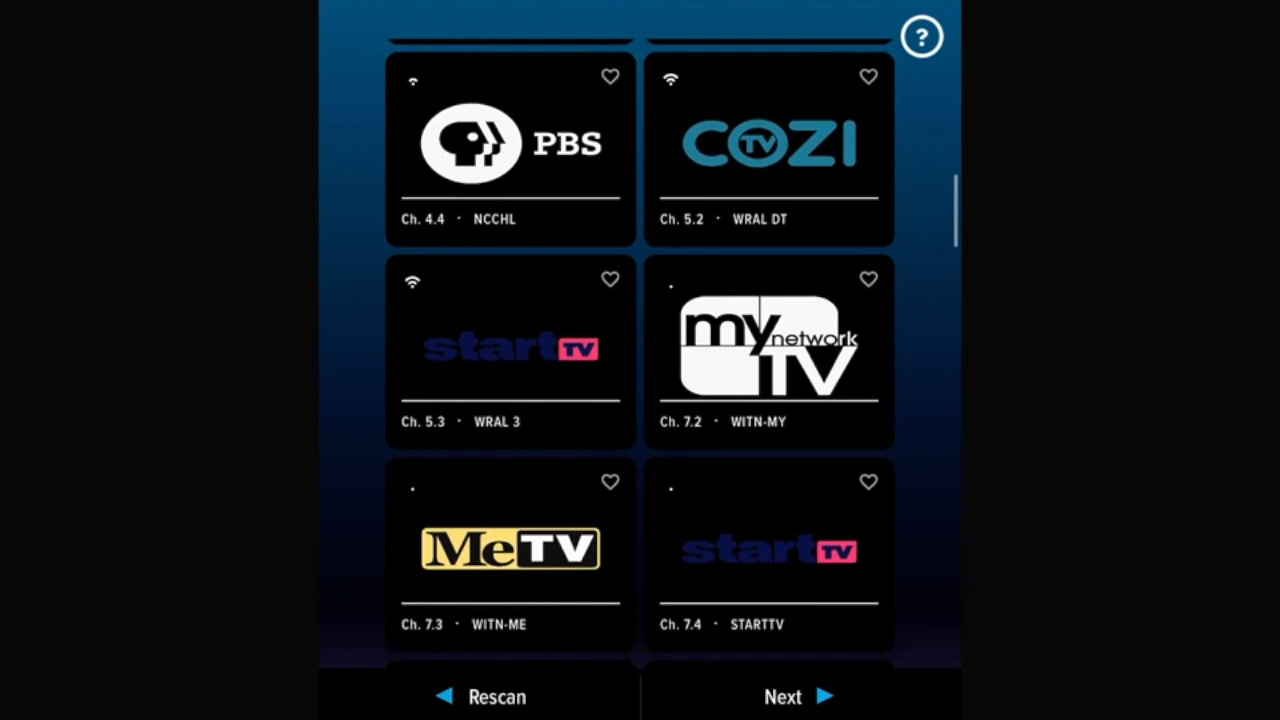 ?
PBS
COZI
TV
Ch. 4.4 · NCCHL
Ch. 5.2 · WRAL DT
start TV
my network TV
Ch. 5.3 · WRAL 3
Ch. 7.2 · WITN-MY
MeTV
start TV
Ch. 7.3 · WITN-ME
Ch. 7.4 · STARTTV
Rescan
Next